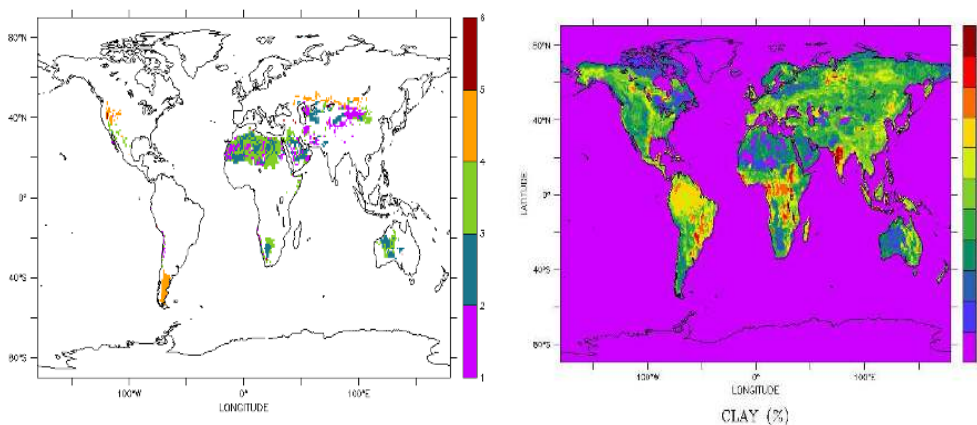 80°N
40°N
0°
40°S
80°S
100°W
0°
100°E
LONGITUDE
6
5
4
3
2
1
80°N
40°N
0°
40°S
80°S
LATITUDE
100°W
0°
100°E
LONGITUDE
CLAY (%)